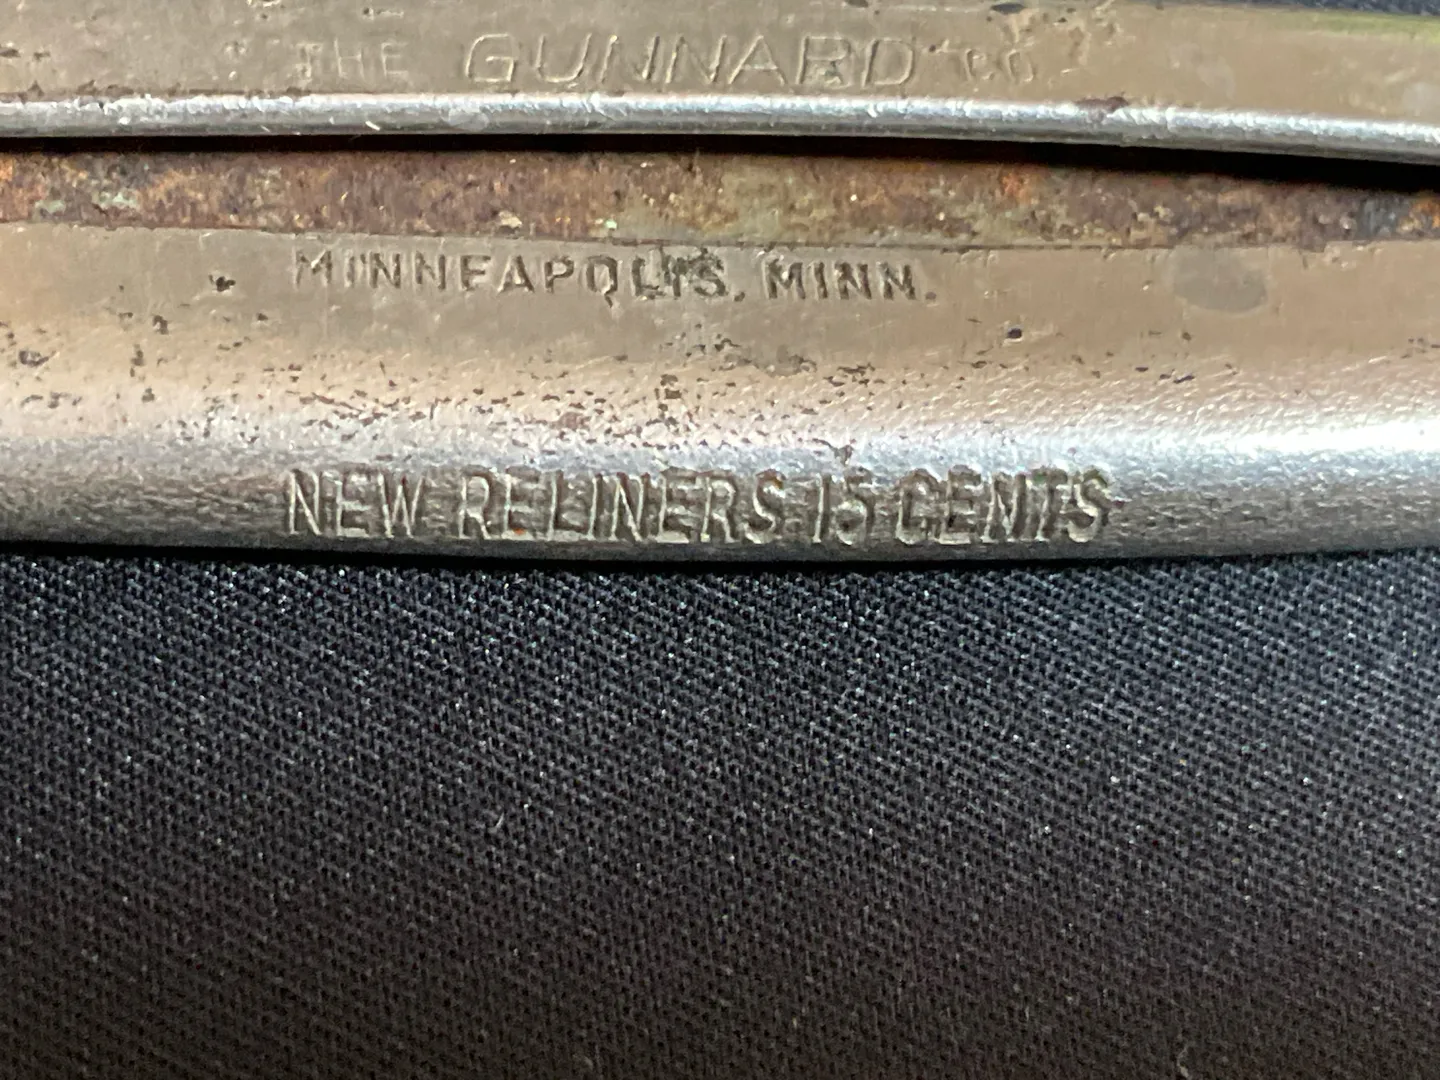 THE GUNNARD CO
MINNEAPOLIS, MINN.
NEW RELINERS 15 CENTS